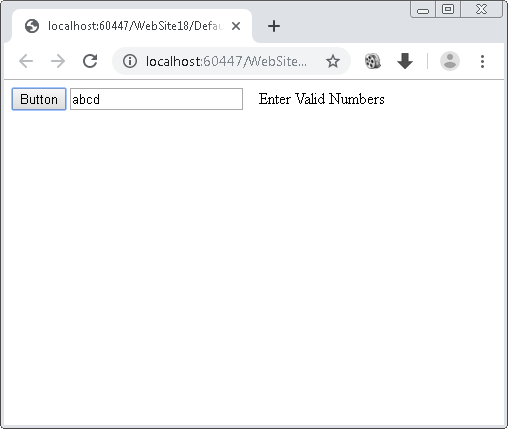 localhost:60447/WebSite18/Defau
localhost:60447/WebSite...
Button abcd Enter Valid Numbers